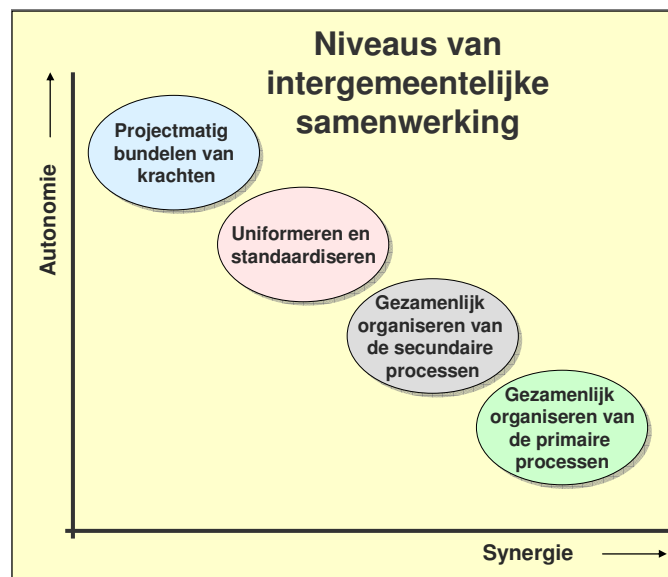 Niveaus van
intergemeentelijke
samenwerking
Autonomie
Projectmatig
bundelen van
krachten
Uniformeren en
standaardiseren
Gezamenlijk
organiseren van
de secundaire
processen
Gezamenlijk
organiseren van
de primaire
processen
Synergie